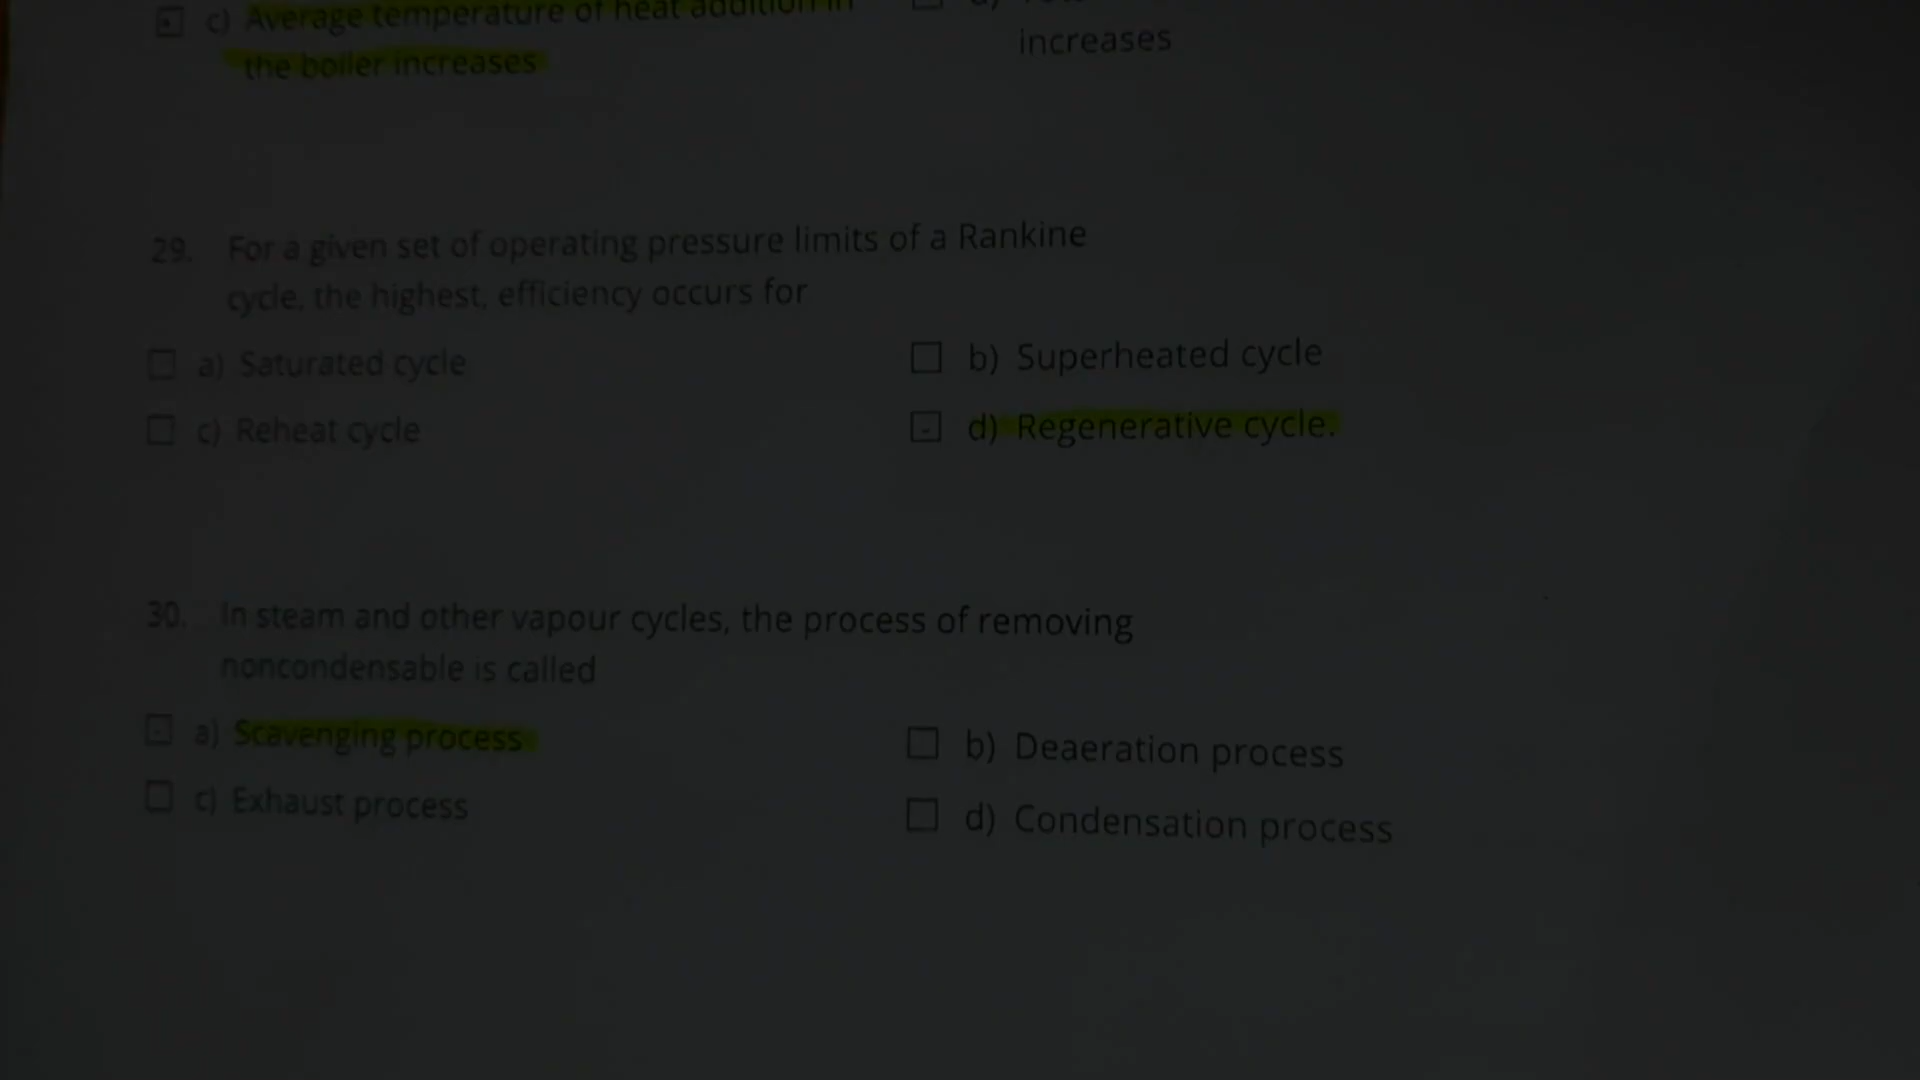 c) Average temperature of heat addition in
the boiler increases
increases
29. For a given set of operating pressure limits of a Rankine
cycle, the highest, efficiency occurs for
a) Saturated cycle
b) Superheated cycle
c) Reheat cycle
d) Regenerative cycle.
30. In steam and other vapour cycles, the process of removing
noncondensable is called
a) Scavenging process
b) Deaeration process
c) Exhaust process
d) Condensation process